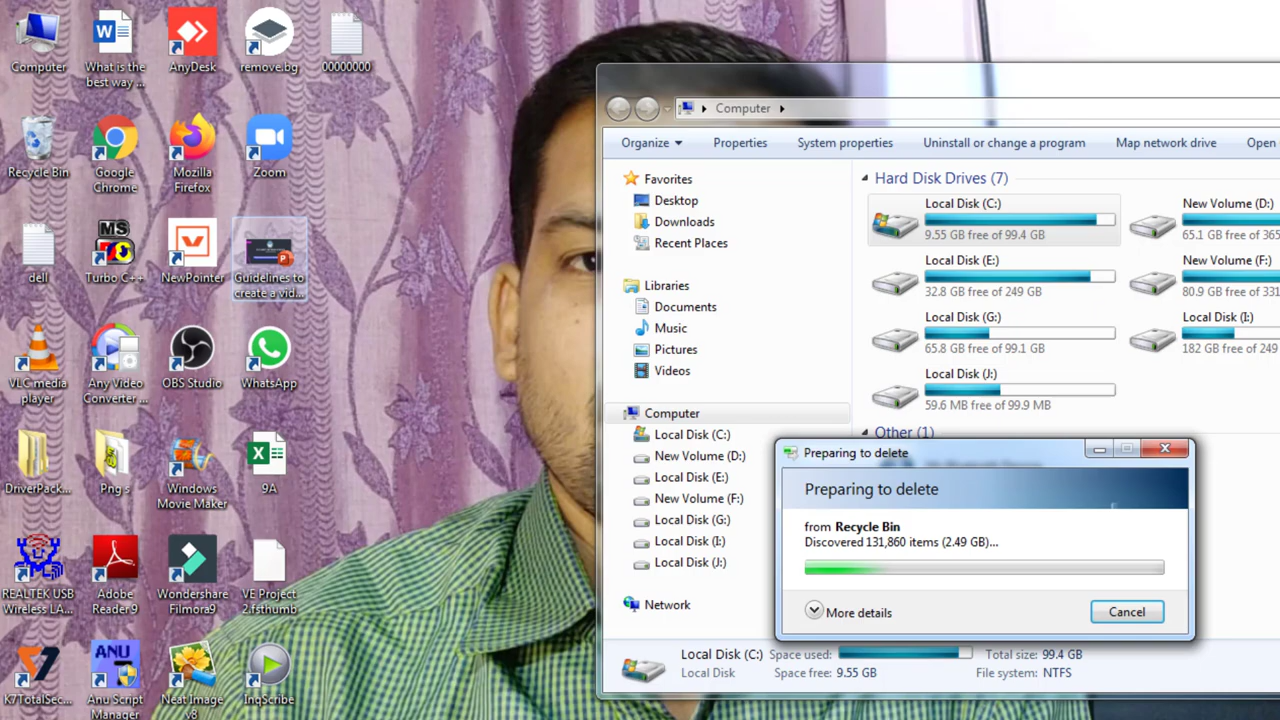 Computer
What is the
best way ...
AnyDesk
remove.bg
00000000
Recycle Bin
Google
Chrome
Mozilla
Firefox
Zoom
dell
MS
Turbo C++
NewPointer
Guidelines to
create a vid...
VLC media
player
Any Video
Converter ...
OBS Studio
WhatsApp
DriverPack...
Png s
Windows
Movie Maker
9A
REALTEK USB
Wireless LA...
Adobe
Reader 9
Wondershare
Filmora9
VE Project
2.fsthumb
K7TotalSec...
ANU
Anu Script
Manager
Neat Image
v8
InqScribe
Computer
Organize
Properties
System properties
Uninstall or change a program
Map network drive
Open
Favorites
Desktop
Downloads
Recent Places
Libraries
Documents
Music
Pictures
Videos
Computer
Local Disk (C:)
New Volume (D:)
Local Disk (E:)
New Volume (F:)
Local Disk (G:)
Local Disk (I:)
Local Disk (J:)
Network
Hard Disk Drives (7)
Local Disk (C:)
9.55 GB free of 99.4 GB
New Volume (D:)
65.1 GB free of 365
Local Disk (E:)
32.8 GB free of 249 GB
New Volume (F:)
80.9 GB free of 331
Local Disk (G:)
65.8 GB free of 99.1 GB
Local Disk (I:)
182 GB free of 249
Local Disk (J:)
59.6 MB free of 99.9 MB
Other (1)
Preparing to delete
Preparing to delete
from Recycle Bin
Discovered 131,860 items (2.49 GB)...
More details
Cancel
Local Disk (C:) Space used: Total size: 99.4 GB
Local Disk Space free: 9.55 GB File system: NTFS